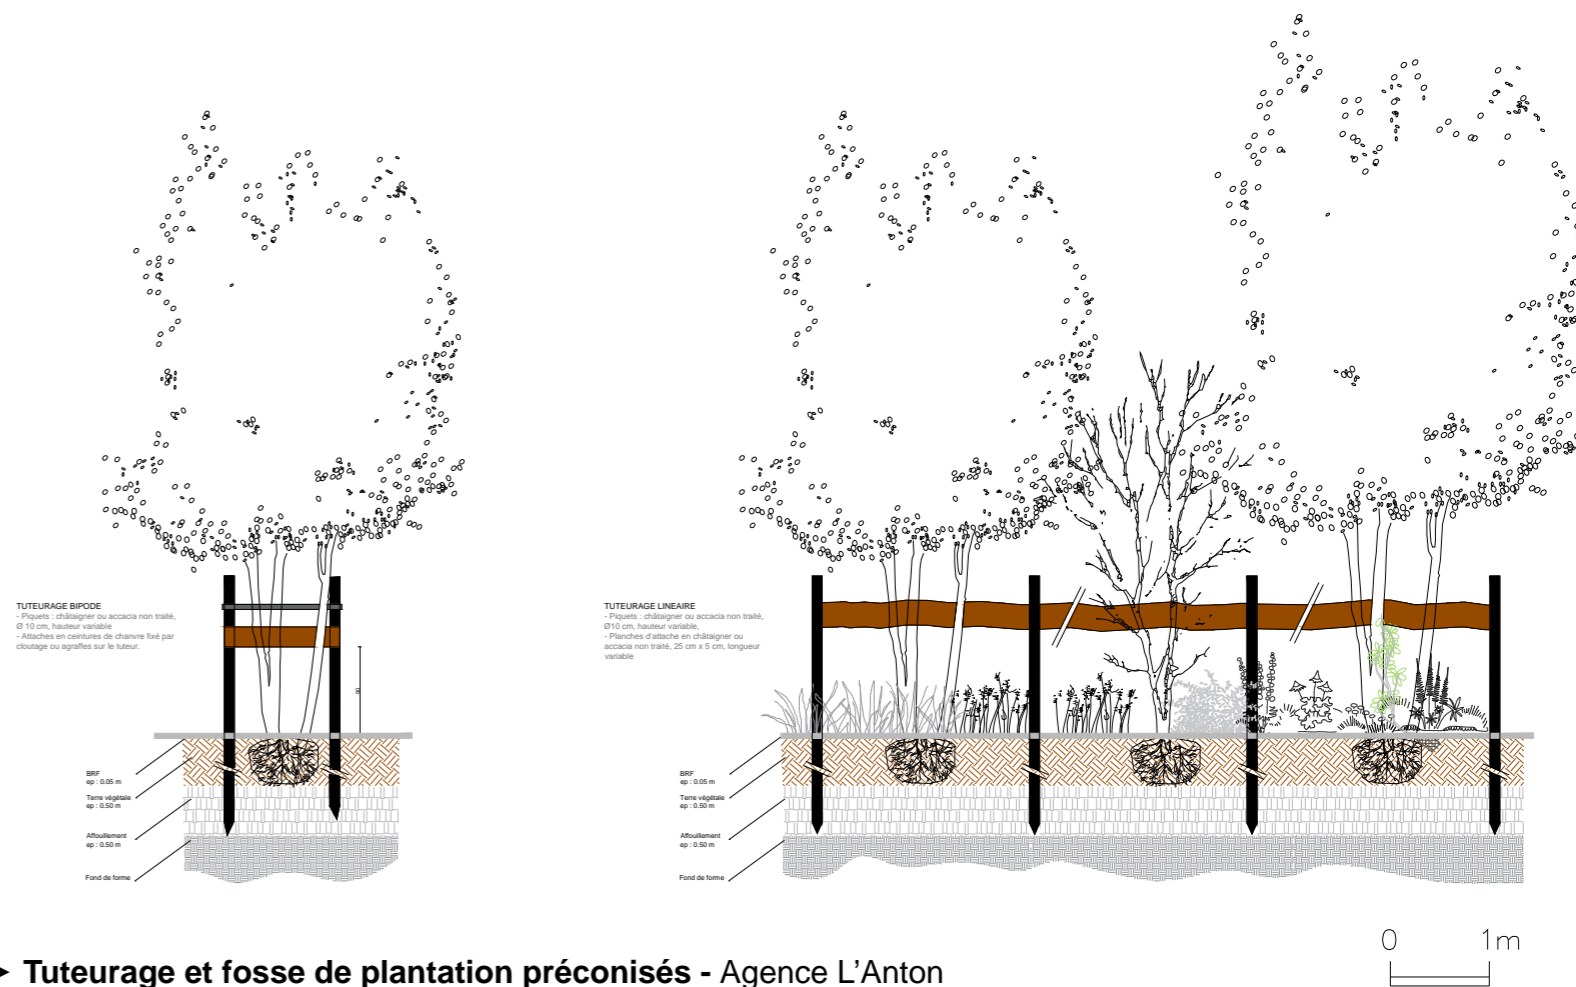 TUTEURAGE BIPODE
- Piquets : châtaigner ou accacia non traité,
Ø 10 cm, hauteur variable
- Attaches en ceintures de chanvre fixé par
cloutage ou agraffes sur le tuteur.
90
BRF
ep : 0.05 m
Terre végétale
ep : 0.50 m
Affouillement
ep : 0.50 m
Fond de forme
TUTEURAGE LINEAIRE
- Piquets : châtaigner ou accacia non traité,
Ø10 cm, hauteur variable,
- Planches d'attache en châtaigner ou
accacia non traité, 25 cm x 5 cm, longueur
variable
BRF
ep : 0.05 m
Terre végétale
ep : 0.50 m
Affouillement
ep : 0.50 m
Fond de forme
0 1m
Tuteurage et fosse de plantation préconisés - Agence L'Anton